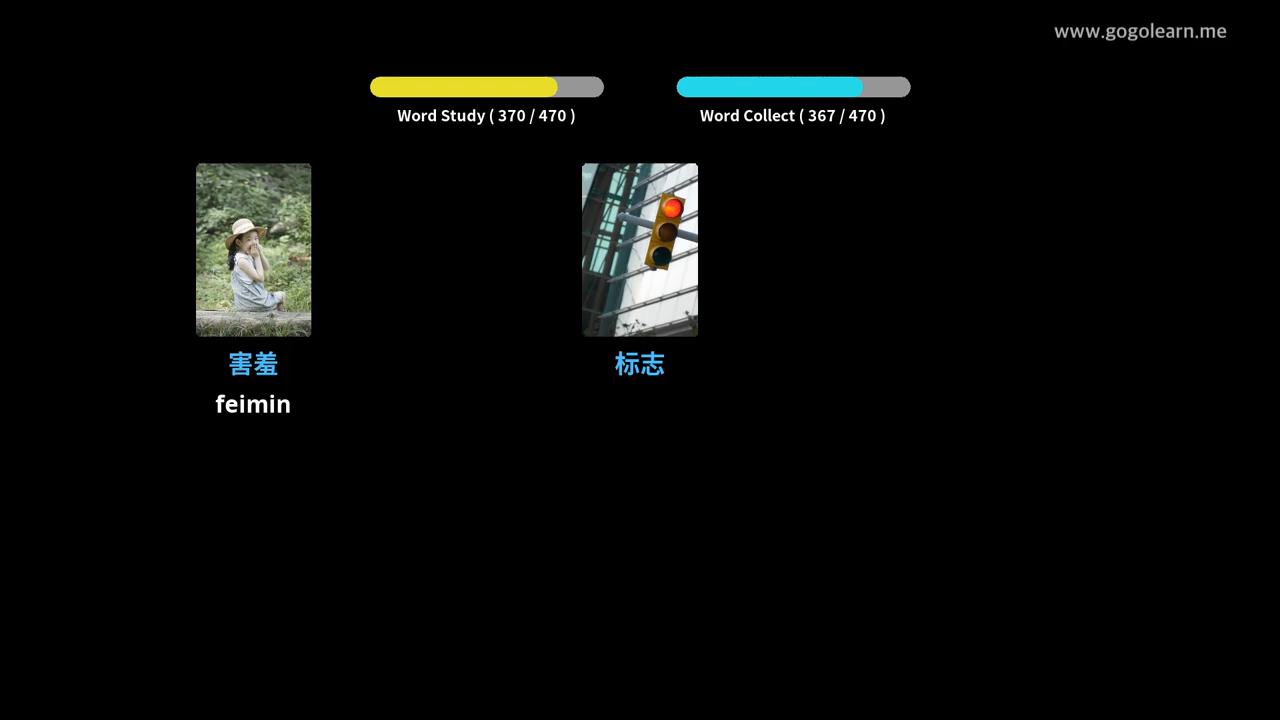 www.gogolearn.me
Word Study ( 370 / 470 )
Word Collect ( 367 / 470 )
害羞
标志
feimin